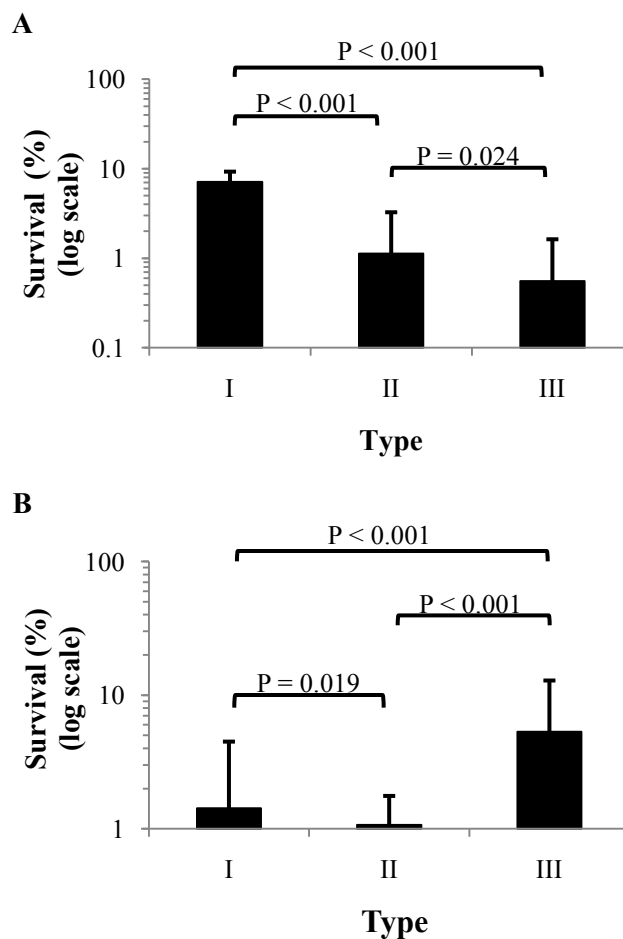 A
P < 0.001
100
P < 0.001
P = 0.024
10
1
0.1
Survival (%)
(log scale)
I II III
Type
B
P < 0.001
100
P < 0.001
P = 0.019
10
1
Survival (%)
(log scale)
I II III
Type